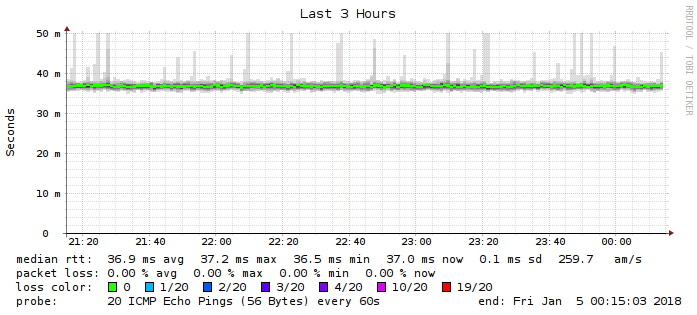 Last 3 Hours
RRDTOOL / TOBI OETIKER
Seconds
50 m
40 m
30 m
20 m
10 m
0
21:20 21:40 22:00 22:20 22:40 23:00 23:20 23:40 00:00
median rtt: 36.9 ms avg 37.2 ms max 36.5 ms min 37.0 ms now 0.1 ms sd 259.7 am/s
packet loss: 0.00 % avg 0.00 % max 0.00 % min 0.00 % now
loss color: 0 1/20 2/20 3/20 4/20 10/20 19/20
probe: 20 ICMP Echo Pings (56 Bytes) every 60s end: Fri Jan 5 00:15:03 2018